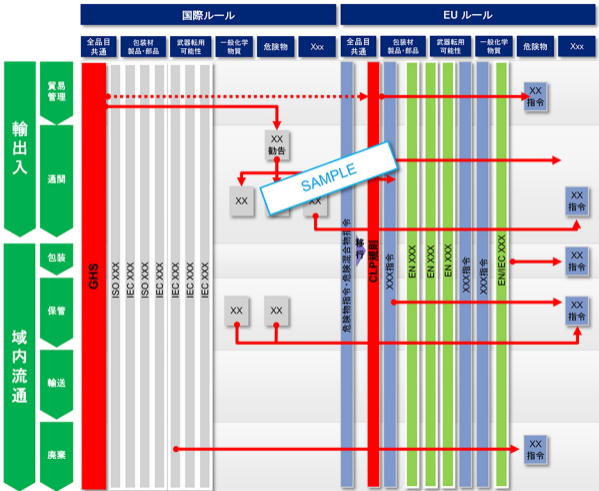 国際ルール
EU ルール
全品目
共通
包装材
製品・部品
武器転用
可能性
一般化学
物質
危険物
Xxx
全品目
共通
包装材
製品・部品
武器転用
可能性
一般化学
物質
危険物
Xxx
輸出入
貿易
管理
通関
域内流通
包装
保管
輸送
廃棄
GHS
ISO XXX
IEC XXX
ISO XXX
IEC XXX
IEC XXX
IEC XXX
IEC XXX
XX
勧告
XX
XX
XX
XX
SAMPLE
危険物指令・危険混合物指令
移行
CLP規則
XXX指令
EN XXX
EN XXX
EN XXX
XXX指令
XXX指令
EN/IEC XXX
XX
指令
XX
指令
XX
指令
XX
指令
XX
指令